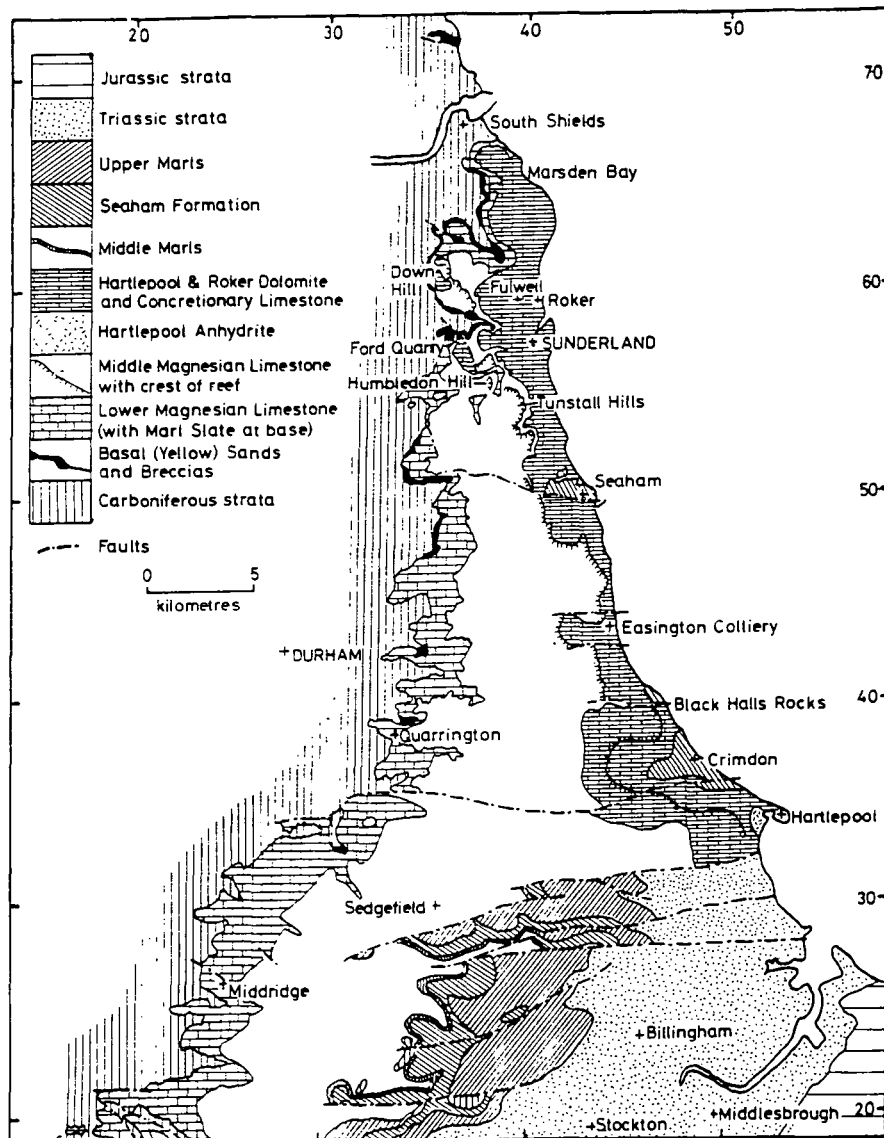 20 30 40 50
70
60
50
40
30
20
Jurassic strata
Triassic strata
Upper Marls
Seaham Formation
Middle Marls
Hartlepool & Roker Dolomite
and Concretionary Limestone
Hartlepool Anhydrite
Middle Magnesian Limestone
with crest of reef
Lower Magnesian Limestone
(with Marl Slate at base)
Basal (Yellow) Sands
and Breccias
Carboniferous strata
Faults
0 5
kilometres
South Shields
Marsden Bay
Down
Hill
Fulwell
Roker
Ford Quarry
SUNDERLAND
Humbledon Hill
Tunstall Hills
Seaham
Easington Colliery
DURHAM
Black Halls Rocks
Quarrington
Crimdon
Hartlepool
Sedgefield
Middridge
Billingham
Middlesbrough
Stockton